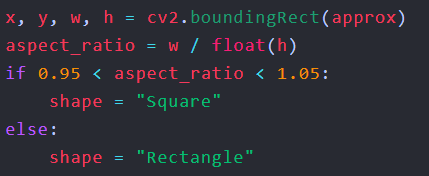 x, y, w, h = cv2.boundingRect(approx)
aspect_ratio = w / float(h)
if 0.95 < aspect_ratio < 1.05:
    shape = "Square"
else:
    shape = "Rectangle"